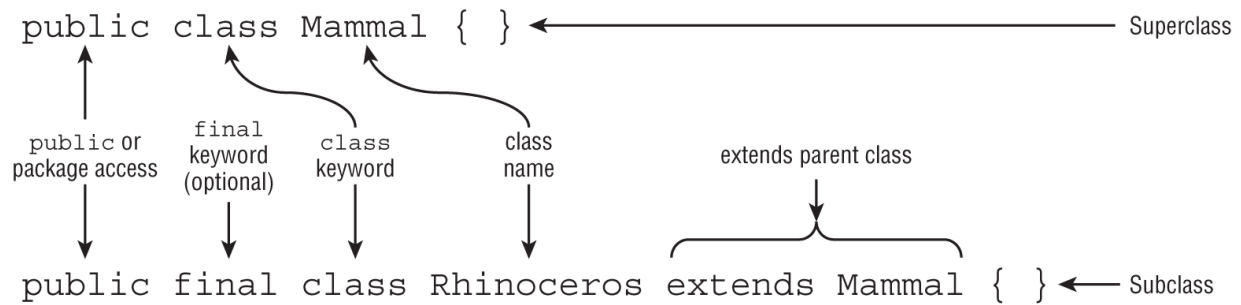 public class Mammal { }
Superclass
public or
package access
final
keyword
(optional)
class
keyword
class
name
extends parent class
public final class Rhinoceros extends Mammal { }
Subclass